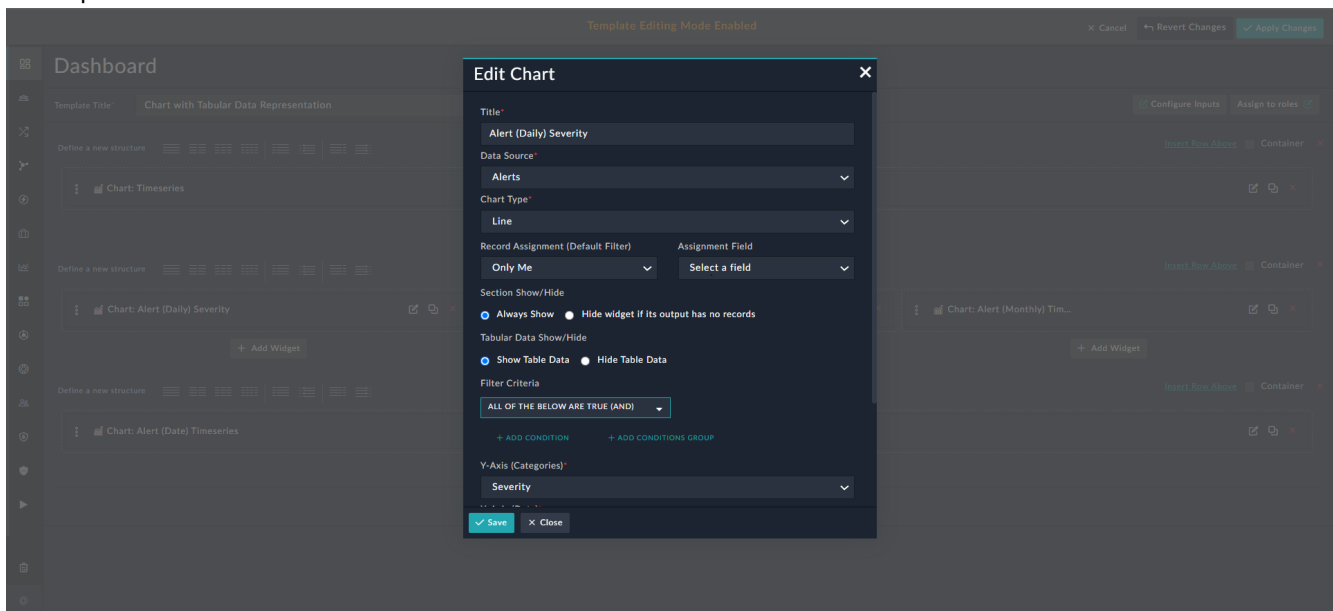 Template Editing Mode Enabled
× Cancel
Revert Changes
Apply Changes
Dashboard
Template Title*
Chart with Tabular Data Representation
Configure Inputs
Assign to roles
Define a new structure
Insert Row Above
Container
Chart: Timeseries
Define a new structure
Insert Row Above
Container
Chart: Alert (Daily) Severity
Chart: Alert (Monthly) Tim...
+ Add Widget
+ Add Widget
Define a new structure
Insert Row Above
Container
Chart: Alert (Date) Timeseries
Edit Chart
Title*
Alert (Daily) Severity
Data Source*
Alerts
Chart Type*
Line
Record Assignment (Default Filter)
Assignment Field
Only Me
Select a field
Section Show/Hide
Always Show
Hide widget if its output has no records
Tabular Data Show/Hide
Show Table Data
Hide Table Data
Filter Criteria
ALL OF THE BELOW ARE TRUE (AND)
+ ADD CONDITION
+ ADD CONDITIONS GROUP
Y-Axis (Categories)*
Severity
Save
× Close